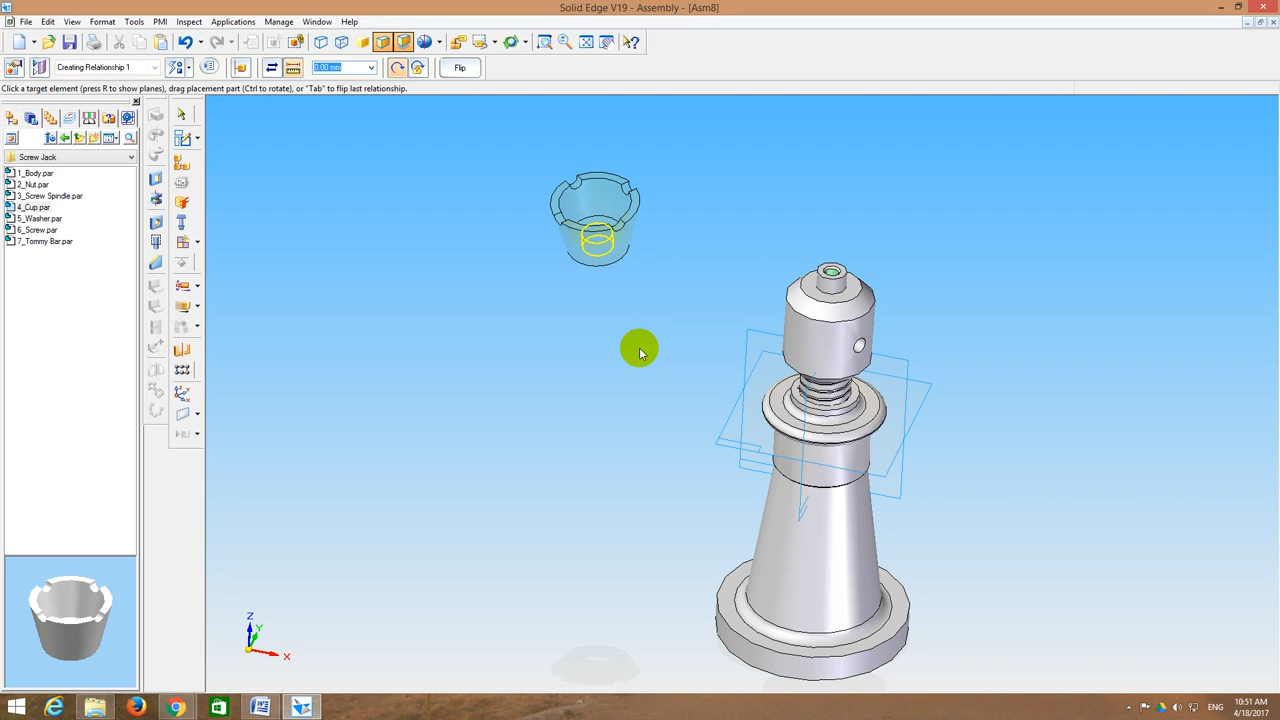 Solid Edge V19 - Assembly - [Asm8]
File Edit View Format Tools PMI Inspect Applications Manage Window Help
Creating Relationship 1
0.00 mm
Flip
Click a target element (press R to show planes), drag placement part (Ctrl to rotate), or "Tab" to flip last relationship.
Screw Jack
1_Body.par
2_Nut.par
3_Screw Spindle.par
4_Cup.par
5_Washer.par
6_Screw.par
7_Tommy Bar.par
Z
Y
X
ENG
10:51 AM
4/18/2017